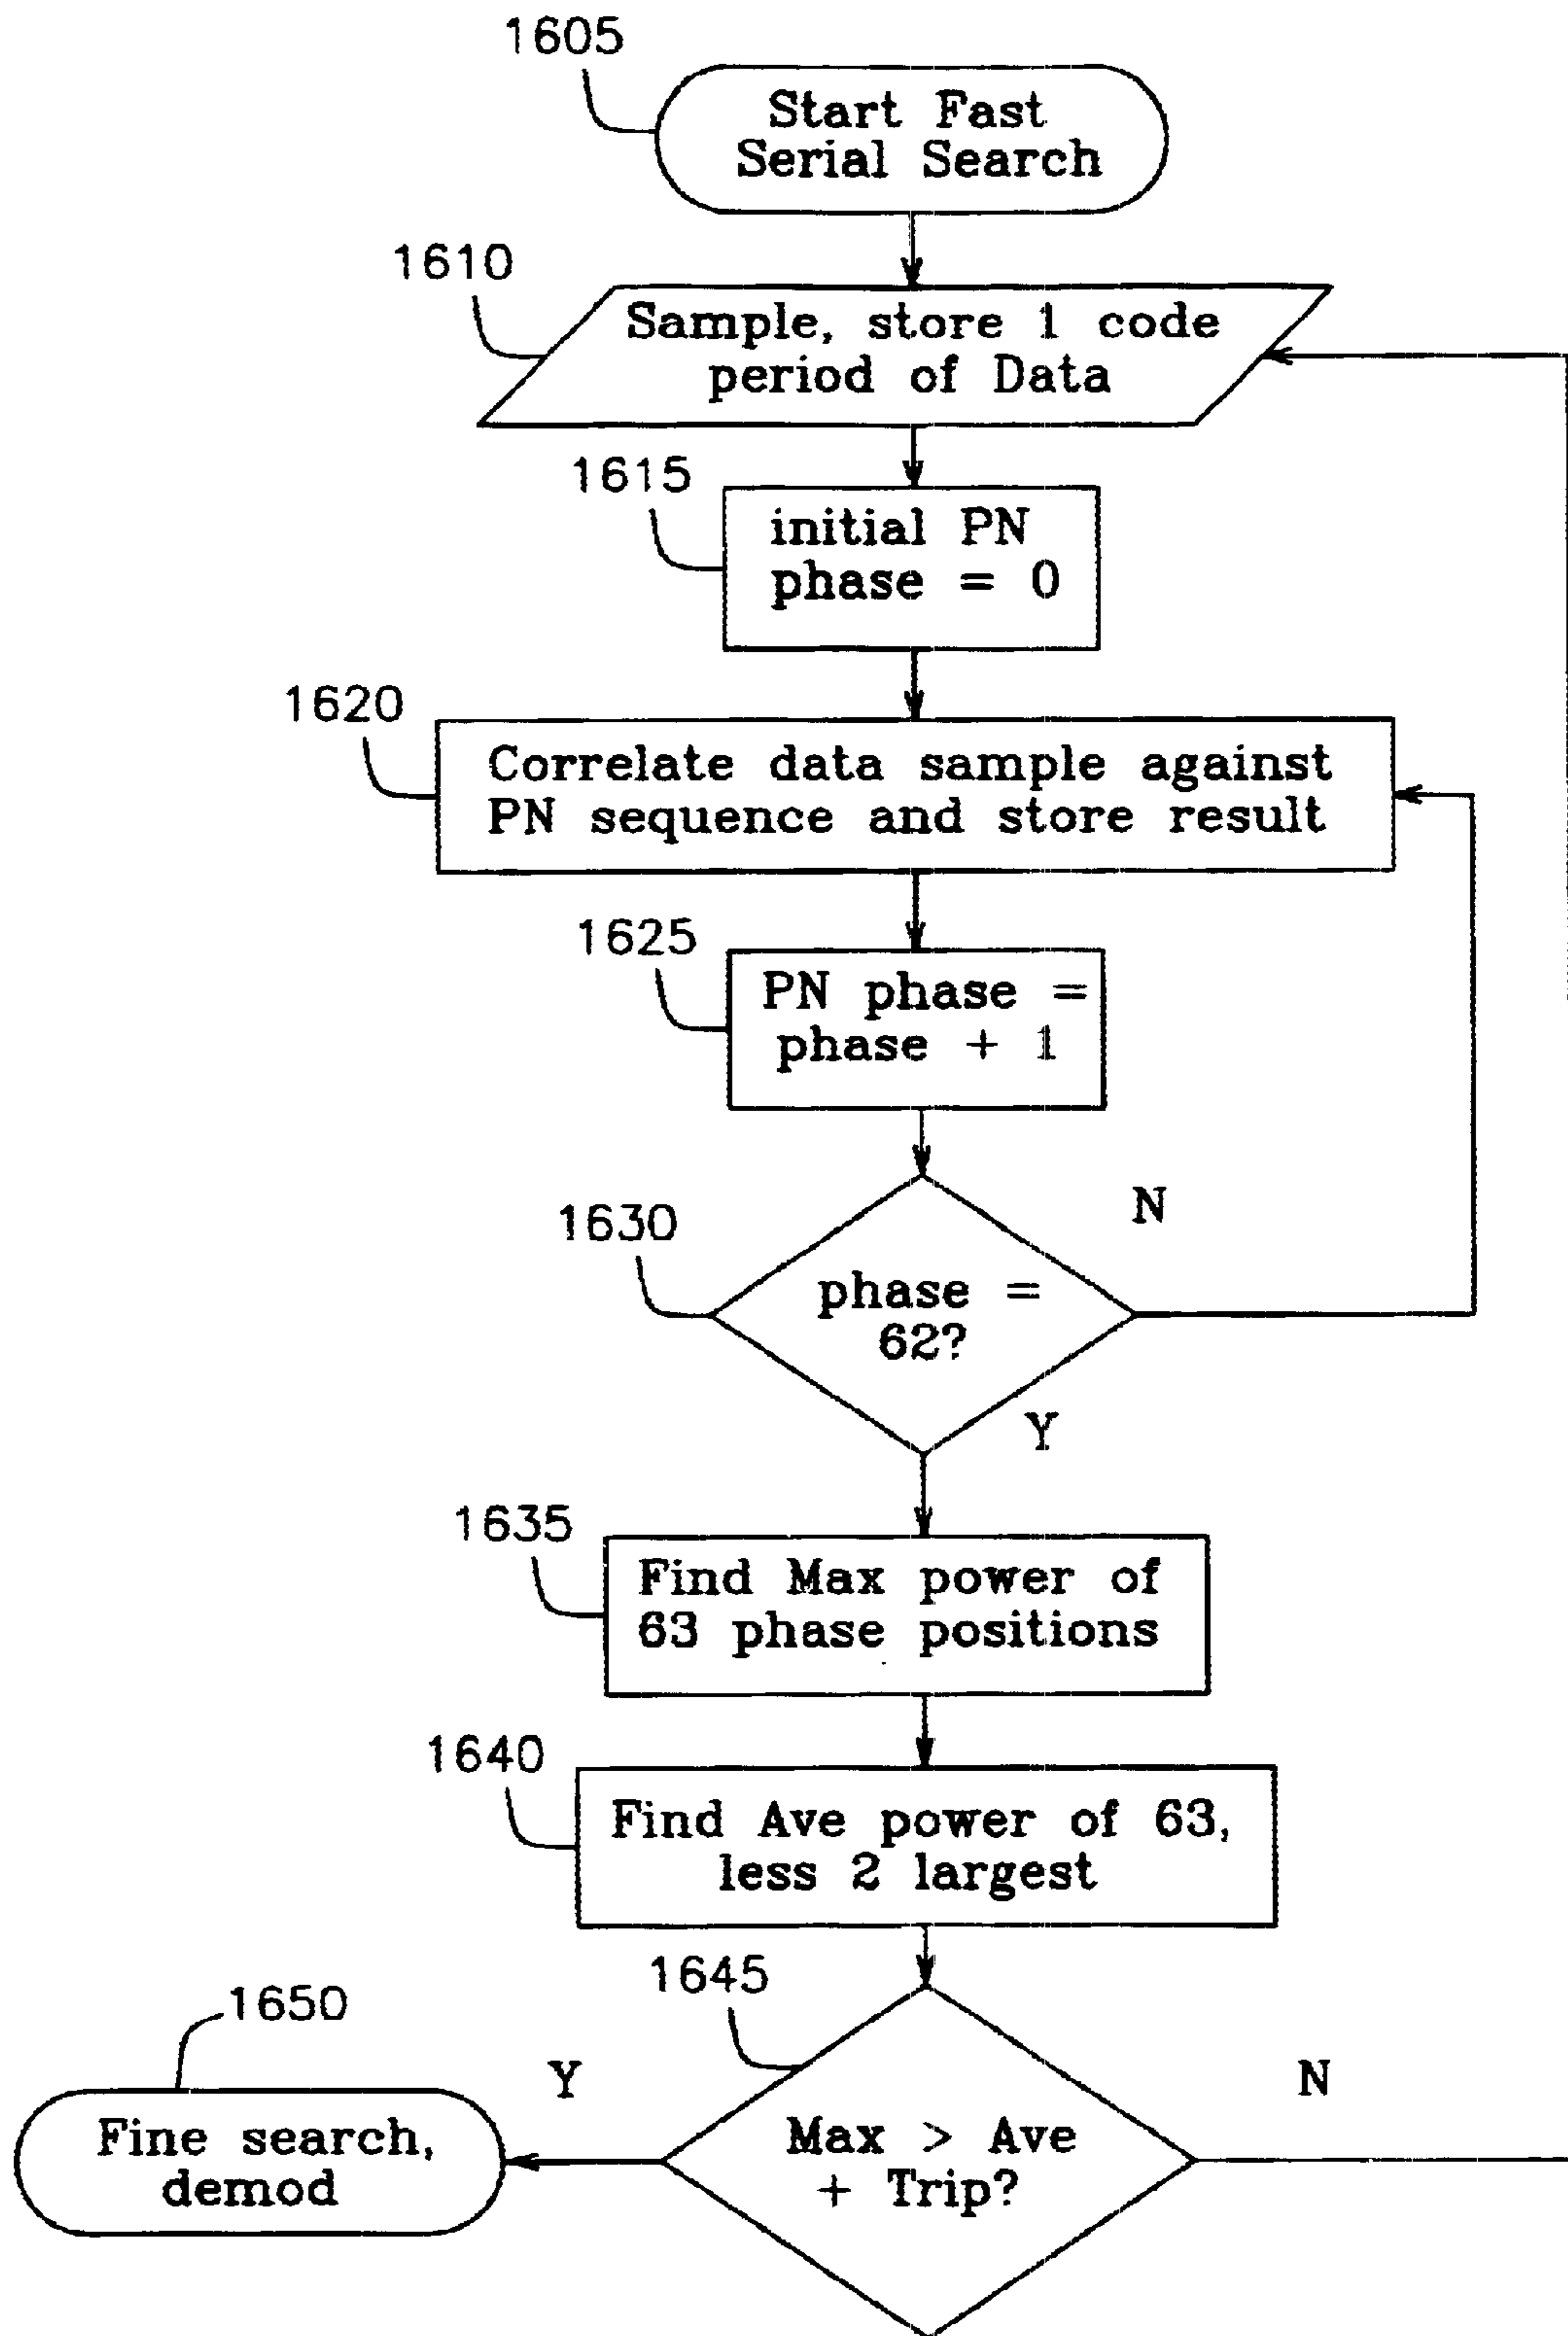 1605
Start Fast
Serial Search
1610
Sample, store 1 code
period of Data
1615
initial PN
phase = 0
1620
Correlate data sample against
PN sequence and store result
1625
PN phase =
phase + 1
N
1630
phase =
62?
Y
1635
Find Max power of
63 phase positions
1640
Find Ave power of 63,
less 2 largest
1645
1650
Y
N
Fine search,
demod
Max > Ave
+ Trip?